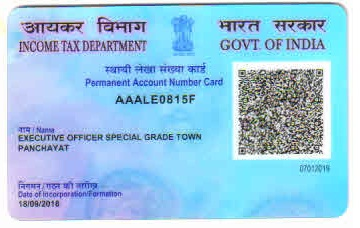 आयकर विभाग
INCOME TAX DEPARTMENT
भारत सरकार
GOVT. OF INDIA
स्थायी लेखा संख्या कार्ड
Permanent Account Number Card
AAALE0815F
नाम / Name
EXECUTIVE OFFICER SPECIAL GRADE TOWN
PANCHAYAT
निगमन / गठन की तारीख
Date of Incorporation/Formation
18/09/2016
07012019